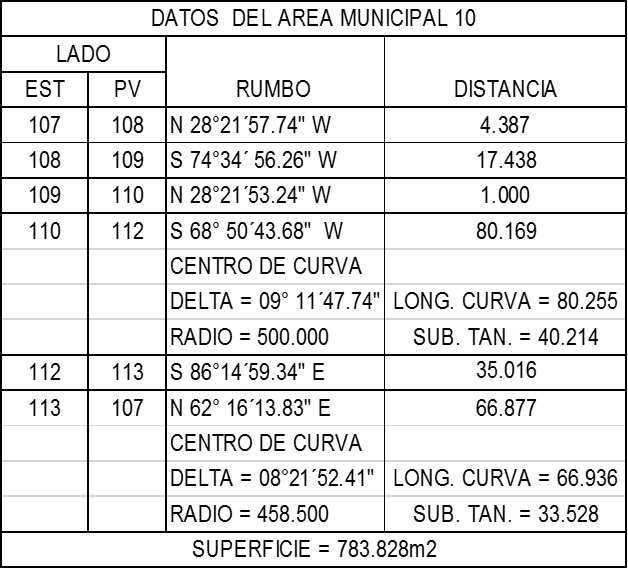 DATOS  DEL AREA MUNICIPAL 10
LADO
EST PV RUMBO DISTANCIA
107 108 N 28°21´57.74" W 4.387
108 109 S 74°34´ 56.26" W 17.438
109 110 N 28°21´53.24" W 1.000
110 112 S 68° 50´43.68"  W 80.169
CENTRO DE CURVA
DELTA = 09° 11´47.74" LONG. CURVA = 80.255
RADIO = 500.000 SUB. TAN. = 40.214
112 113 S 86°14´59.34" E 35.016
113 107 N 62° 16´13.83" E 66.877
CENTRO DE CURVA
DELTA = 08°21´52.41" LONG. CURVA = 66.936
RADIO = 458.500 SUB. TAN. = 33.528
SUPERFICIE = 783.828m2